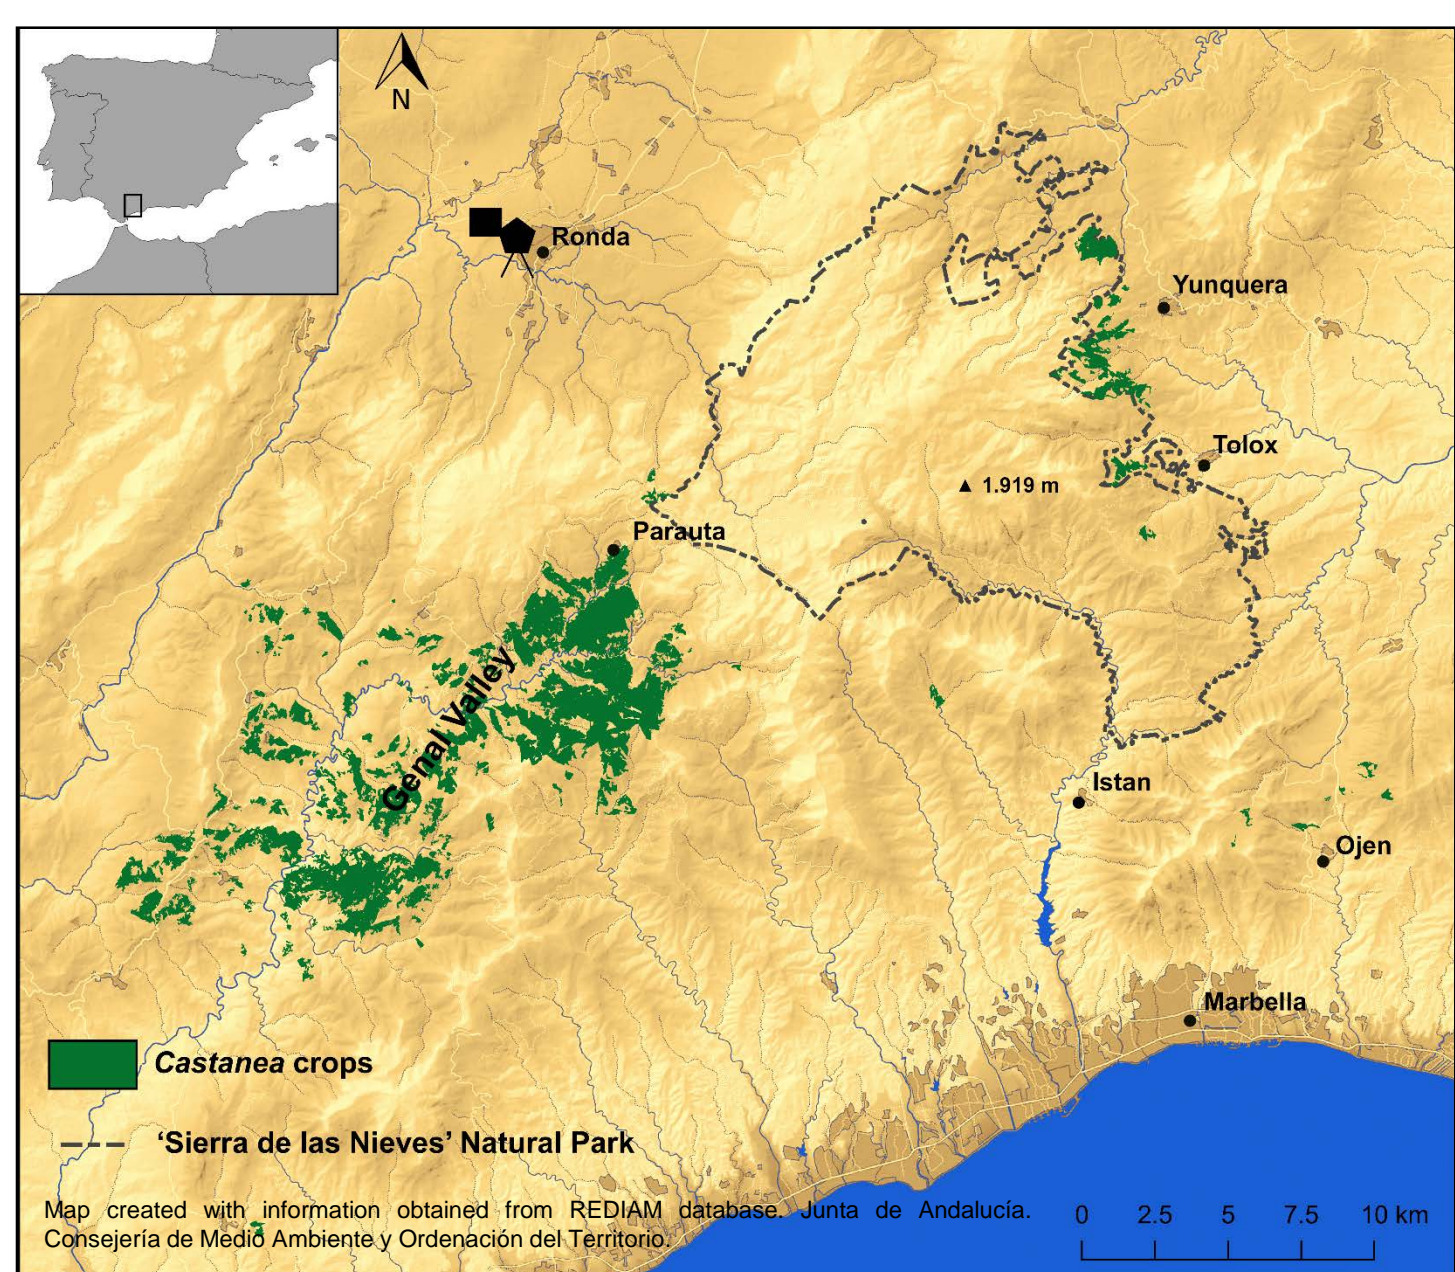 N
Ronda
Yunquera
Tolox
1.919 m
Parauta
Genal Valley
Istan
Ojen
Marbella
Castanea crops
‘Sierra de las Nieves’ Natural Park
Map created with information obtained from REDIAM database. Junta de Andalucía.
Consejería de Medio Ambiente y Ordenación del Territorio.
0 2.5 5 7.5 10 km